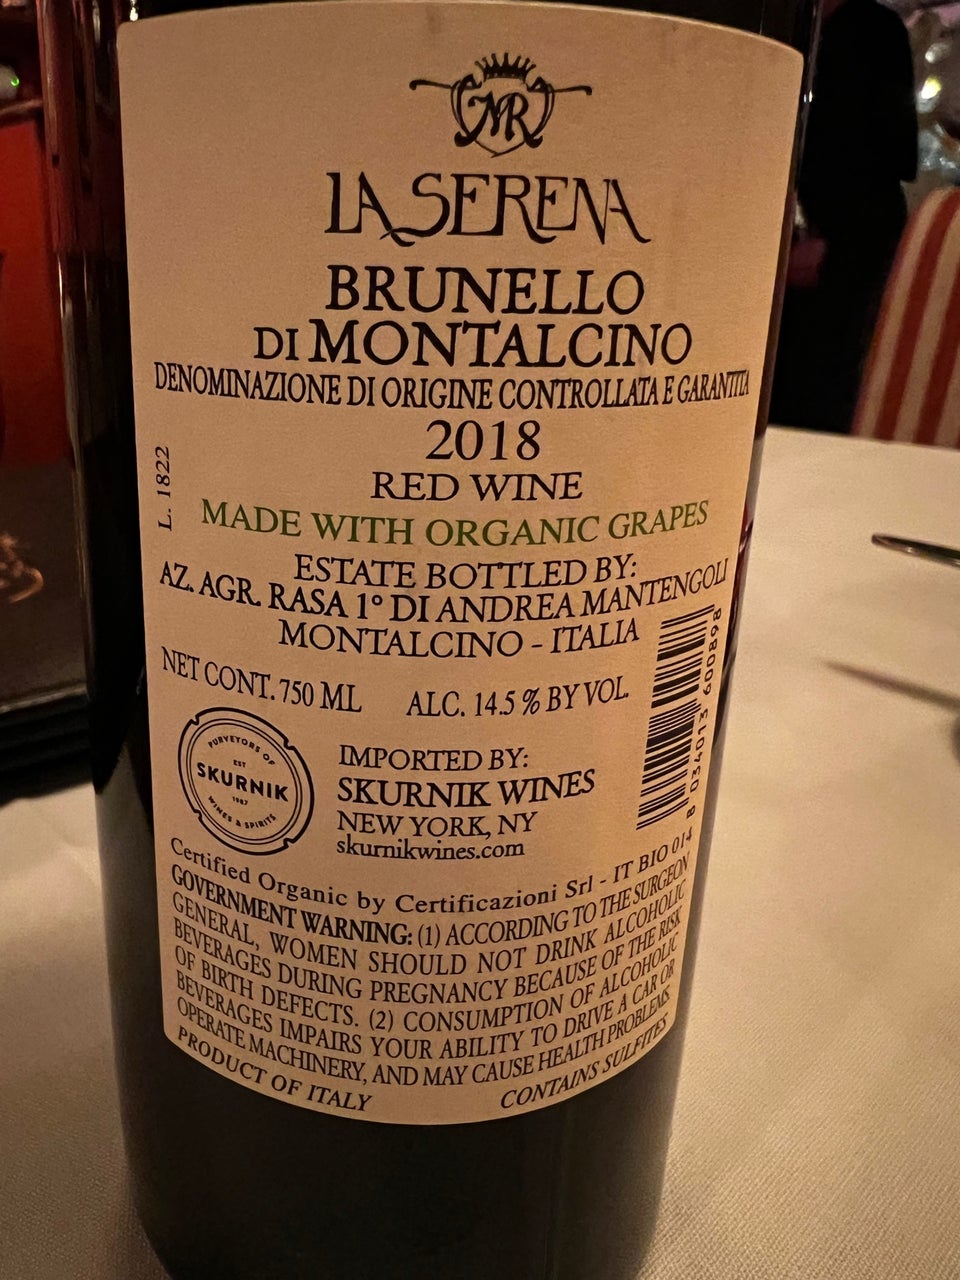 NR
LA SERENA
BRUNELLO
DI MONTALCINO
DENOMINAZIONE DI ORIGINE CONTROLLATA E GARANTITA
2018
RED WINE
L. 1822
MADE WITH ORGANIC GRAPES
ESTATE BOTTLED BY:
AZ. AGR. RASA 1° DI ANDREA MANTENGOLI
MONTALCINO - ITALIA
NET CONT. 750 ML ALC. 14.5 % BY VOL.
8 034013 600898
PURVEYORS OF
EST
SKURNIK
1987
WINES & SPIRITS
IMPORTED BY:
SKURNIK WINES
NEW YORK, NY
skurnikwines.com
Certified Organic by Certificazioni Srl - IT BIO 014
GOVERNMENT WARNING: (1) ACCORDING TO THE SURGEON
GENERAL, WOMEN SHOULD NOT DRINK ALCOHOLIC
BEVERAGES DURING PREGNANCY BECAUSE OF THE RISK
OF BIRTH DEFECTS. (2) CONSUMPTION OF ALCOHOLIC
BEVERAGES IMPAIRS YOUR ABILITY TO DRIVE A CAR OR
OPERATE MACHINERY, AND MAY CAUSE HEALTH PROBLEMS
PRODUCT OF ITALY CONTAINS SULFITES